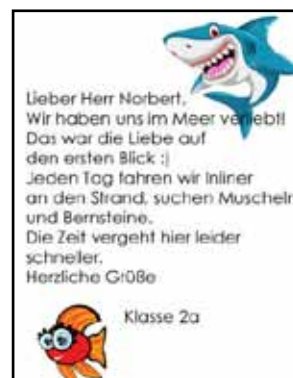 Lieber Herr Norbert,
Wir haben uns im Meer verliebt!
Das war die Liebe auf
den ersten Blick :)
Jeden Tag fahren wir Inliner
an den Strand, suchen Muscheln
und Bernsteine.
Die Zeit vergeht hier leider
schneller.
Herzliche Grüße
Klasse 2a